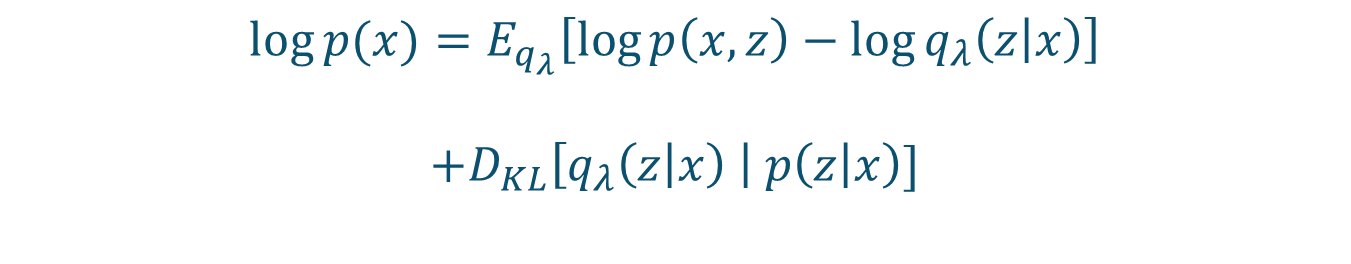 log p(x) = E_{q_λ}[log p(x, z) − log q_λ(z|x)]
+D_{KL}[q_λ(z|x) | p(z|x)]